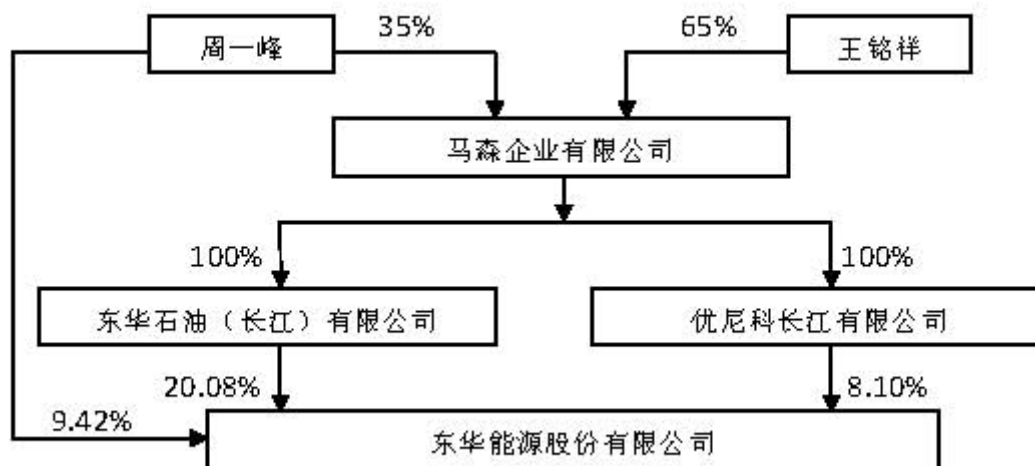 周一峰
35%
65%
王铭祥
马森企业有限公司
100%
100%
东华石油（长江）有限公司
优尼科长江有限公司
20.08%
8.10%
9.42%
东华能源股份有限公司